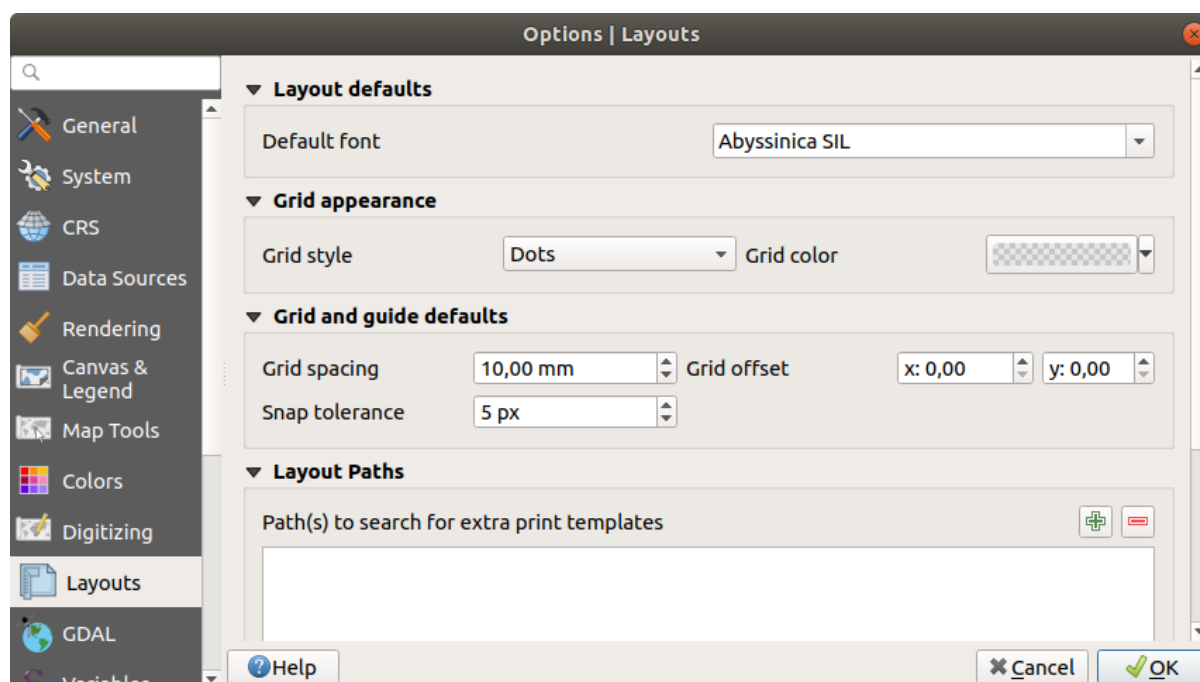 Options | Layouts
General
System
CRS
Data Sources
Rendering
Canvas &
Legend
Map Tools
Colors
Digitizing
Layouts
GDAL
Layout defaults
Default font
Abyssinica SIL
Grid appearance
Grid style
Dots
Grid color
Grid and guide defaults
Grid spacing
10,00 mm
Grid offset
x: 0,00
y: 0,00
Snap tolerance
5 px
Layout Paths
Path(s) to search for extra print templates
Help
Cancel
OK